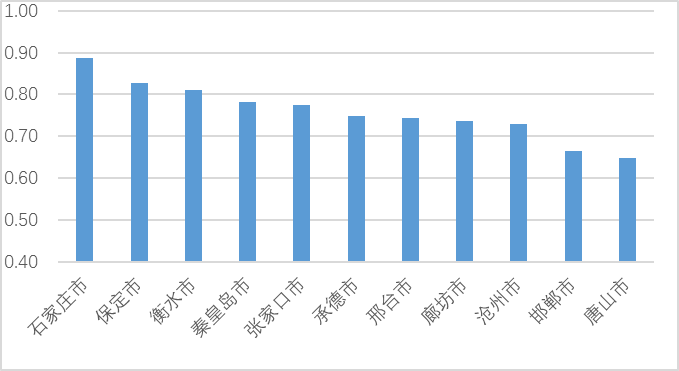 1.00
0.90
0.80
0.70
0.60
0.50
0.40
石家庄市
保定市
衡水市
秦皇岛市
张家口市
承德市
邢台市
廊坊市
沧州市
邯郸市
唐山市